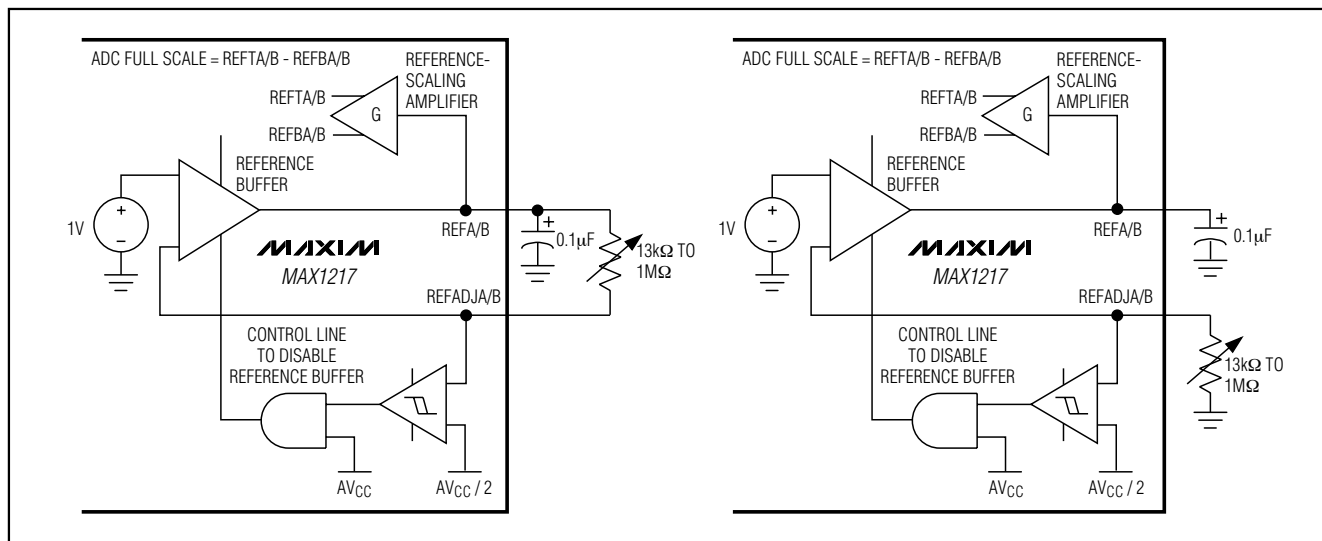 ADC FULL SCALE = REFTA/B - REFBA/B
REFERENCE-
SCALING
AMPLIFIER
REFTA/B
G
REFBA/B
REFERENCE
BUFFER
1V
+
−
REFA/B
+
0.1µF
13kΩ TO
1MΩ
MAXIM
MAX1217
REFADJA/B
CONTROL LINE
TO DISABLE
REFERENCE BUFFER
AVCC
AVCC / 2
ADC FULL SCALE = REFTA/B - REFBA/B
REFERENCE-
SCALING
AMPLIFIER
REFTA/B
G
REFBA/B
REFERENCE
BUFFER
1V
+
−
REFA/B
+
0.1µF
MAXIM
MAX1217
REFADJA/B
CONTROL LINE
TO DISABLE
REFERENCE BUFFER
13kΩ TO
1MΩ
AVCC
AVCC / 2